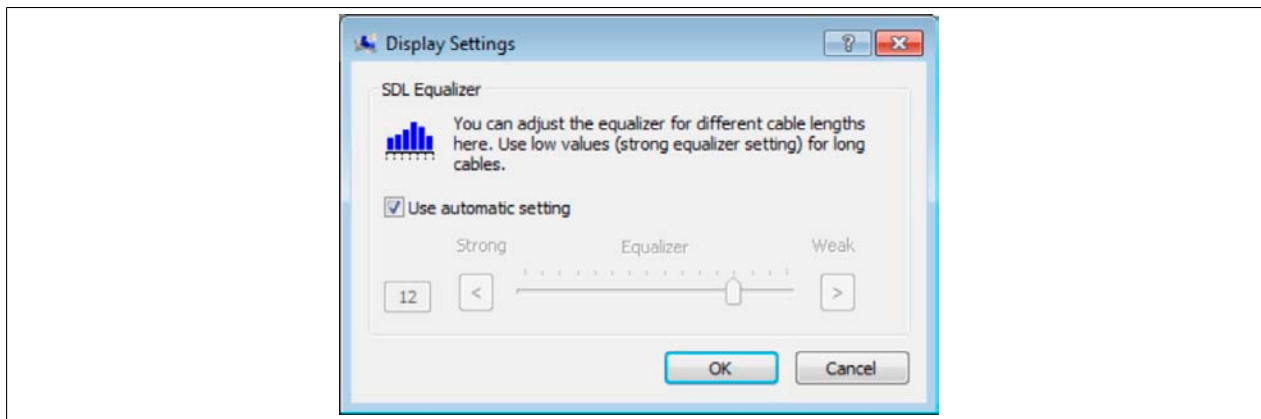 Display Settings
SDL Equalizer
You can adjust the equalizer for different cable lengths
here. Use low values (strong equalizer setting) for long
cables.
Use automatic setting
Strong Equalizer Weak
12 < >
OK Cancel